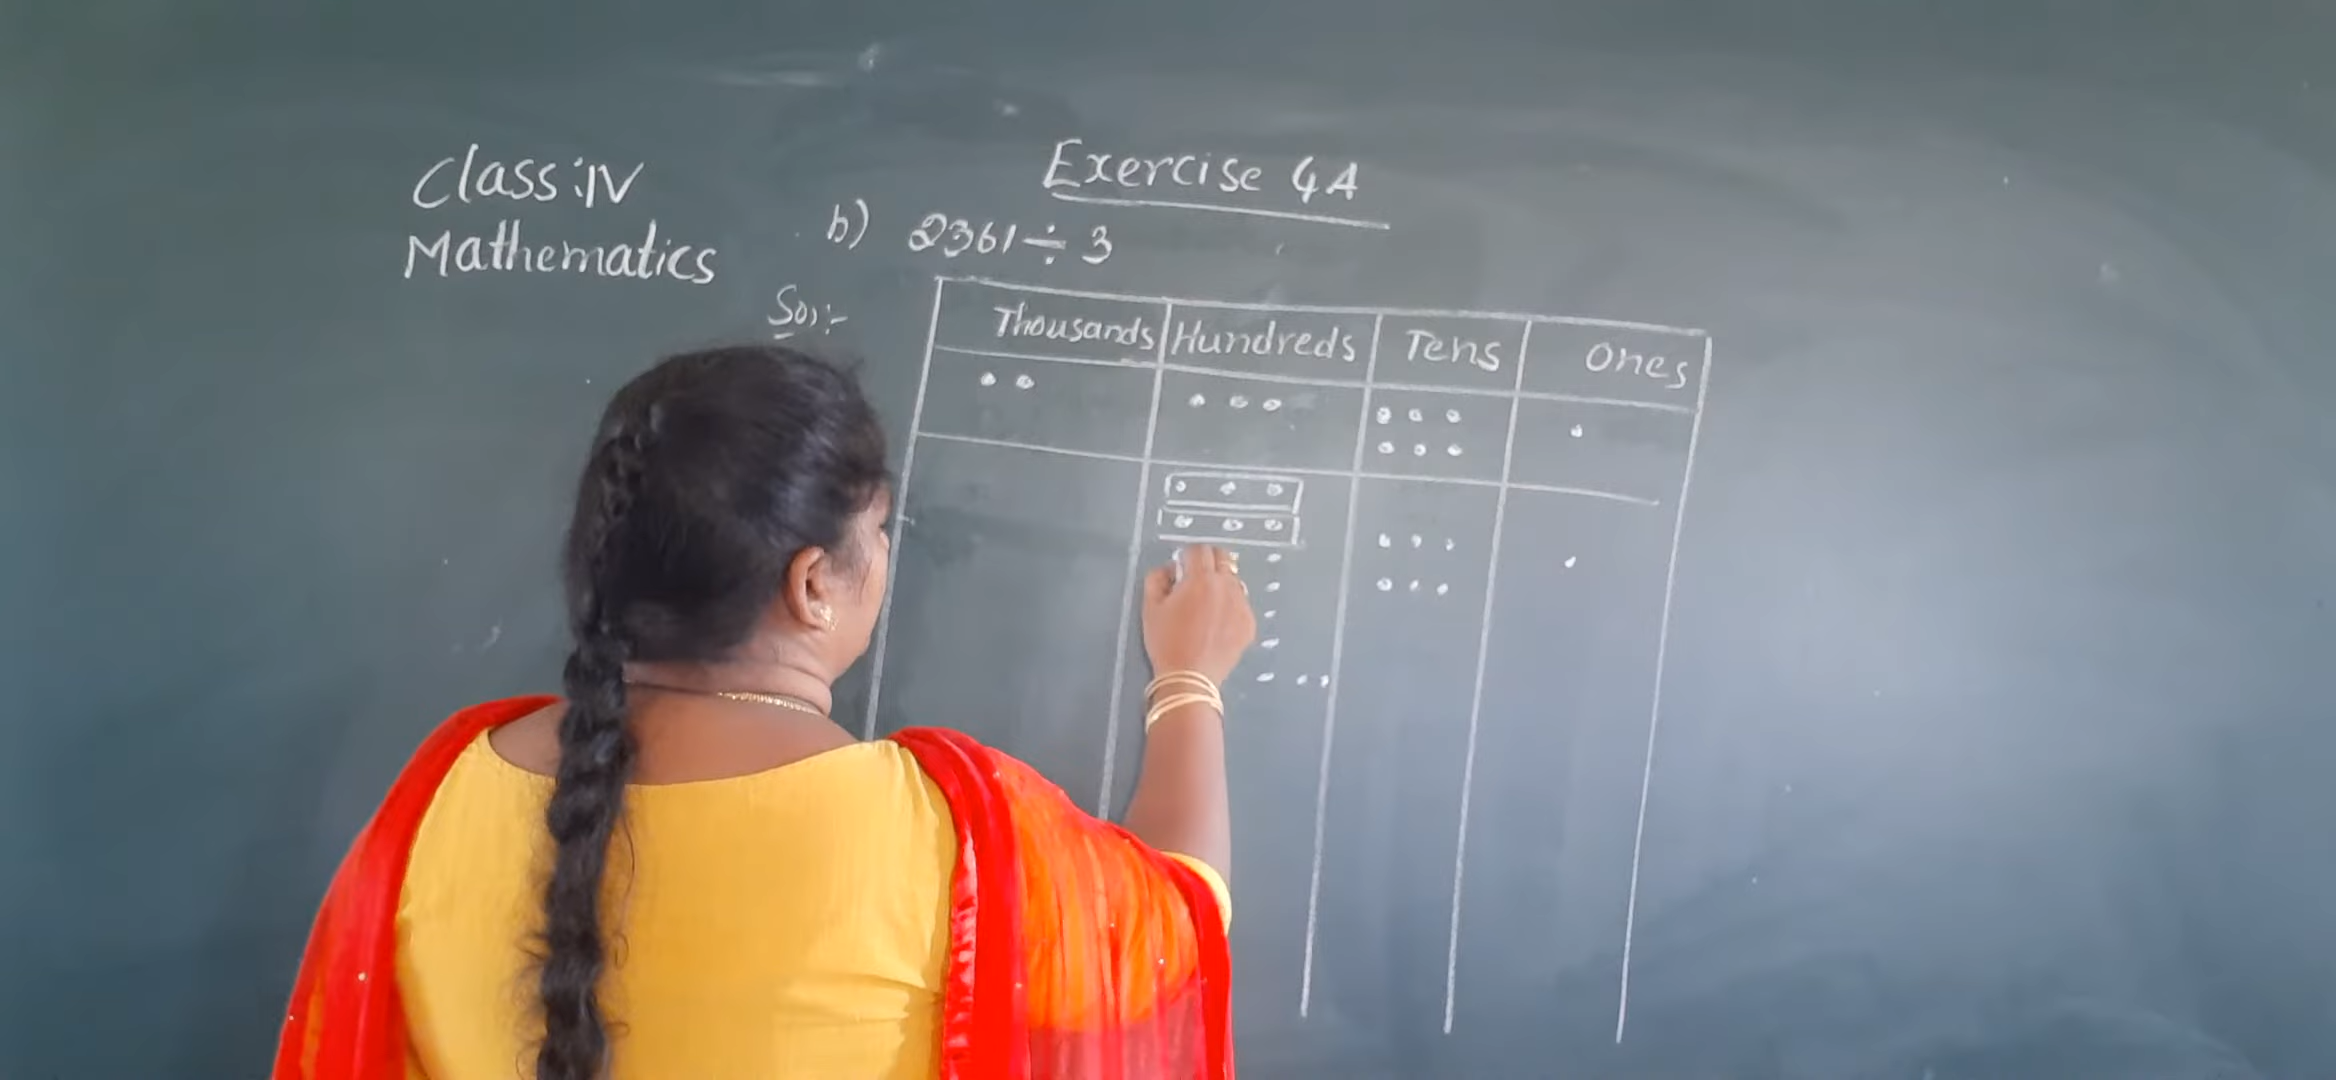 Class:IV
Mathematics
Exercise 4A
b) 2361 ÷ 3
Sol:-
Thousands Hundreds Tens Ones